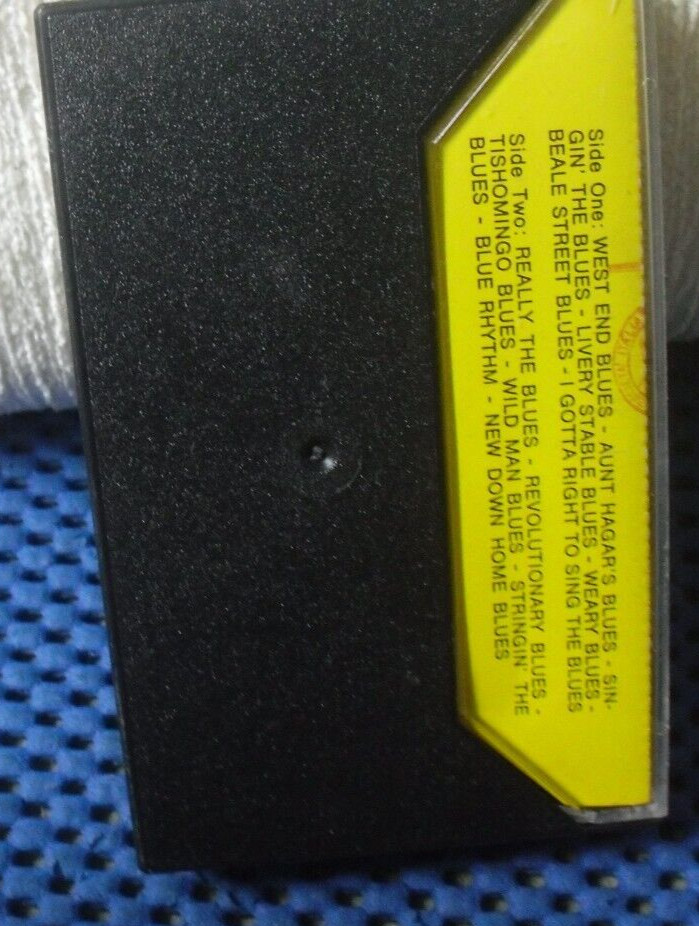 Side One: WEST END BLUES - AUNT HAGAR'S BLUES - SIN-
GIN' THE BLUES - LIVERY STABLE BLUES - WEARY BLUES -
BEALE STREET BLUES - I GOTTA RIGHT TO SING THE BLUES
Side Two: REALLY THE BLUES - REVOLUTIONARY BLUES -
TISHOMINGO BLUES - WILD MAN BLUES - STRINGIN' THE
BLUES - BLUE RHYTHM - NEW DOWN HOME BLUES